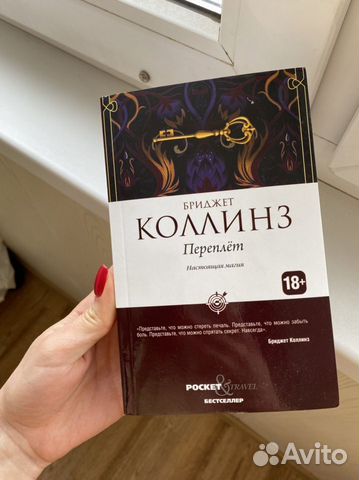 БРИДЖЕТ
КОЛЛИНЗ
Переплёт
Настоящая магия
18+
«Представьте, что можно стереть печаль. Представьте, что можно забыть
боль. Представьте, что можно спрятать секрет. Навсегда».
Бриджет Коллинз
POCKET&TRAVEL
БЕСТСЕЛЛЕР
Avito